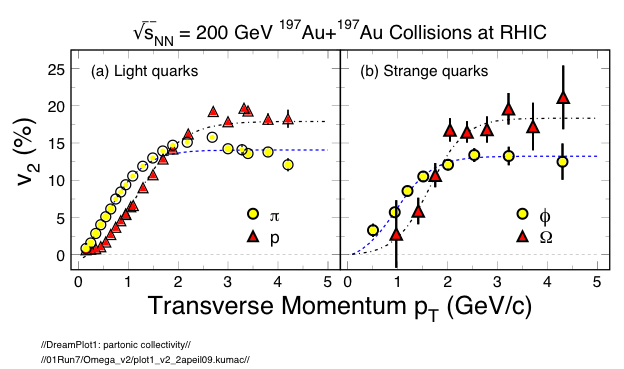 √s̅NN = 200 GeV 197Au+197Au Collisions at RHIC
(a) Light quarks
(b) Strange quarks
v2 (%)
25
20
15
10
5
0
π
p
ϕ
Ω
0 1 2 3 4 5 0 1 2 3 4 5
Transverse Momentum pT (GeV/c)
//DreamPlot1: partonic collectivity//
//01Run7/Omega_v2/plot1_v2_2apeil09.kumac//